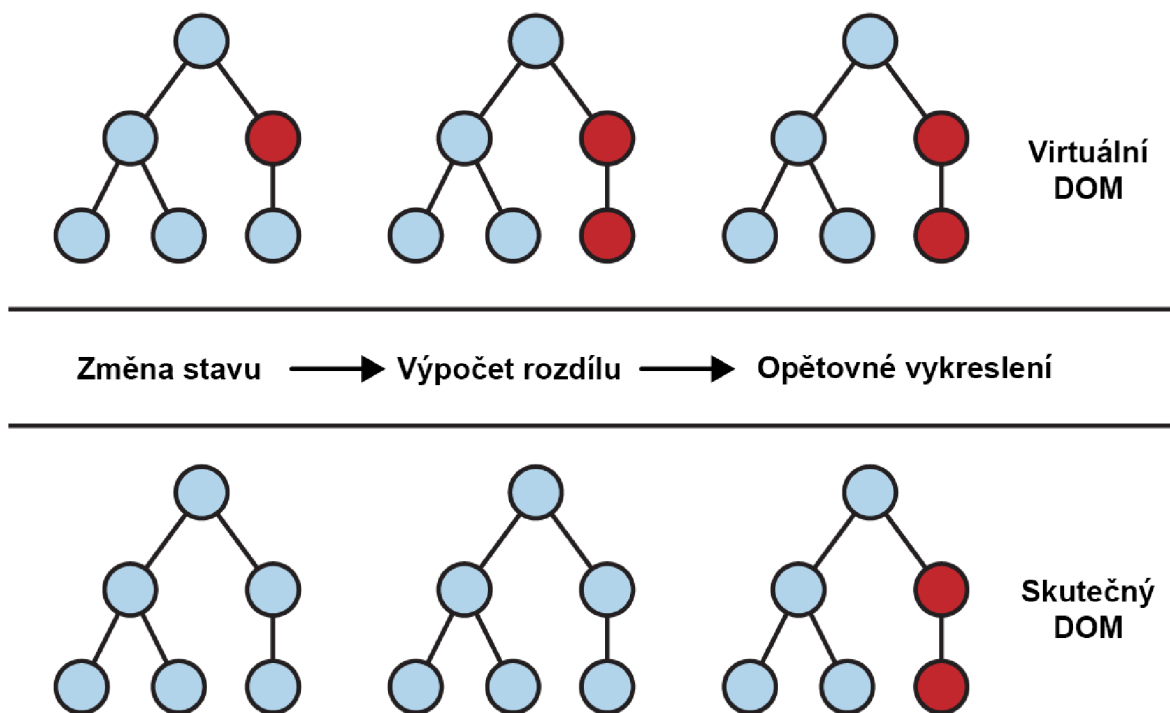 Virtuální
DOM
Změna stavu
Výpočet rozdílu
Opětovné vykreslení
Skutečný
DOM